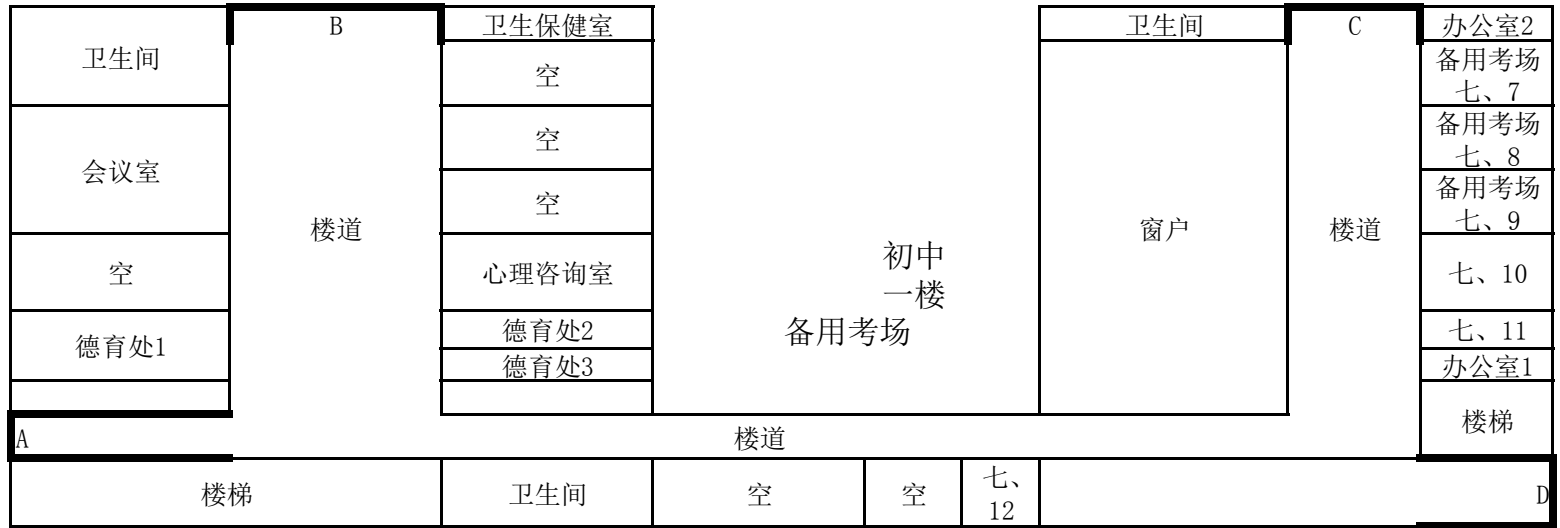 B
卫生保健室
卫生间
C
办公室2
卫生间
空
备用考场
七、7
空
备用考场
七、8
会议室
空
备用考场
七、9
楼道
窗户
楼道
初中
一楼
备用考场
空
心理咨询室
七、10
德育处1
德育处2
七、11
德育处3
办公室1
楼梯
A
楼道
楼梯
卫生间
空
空
七、
12
D